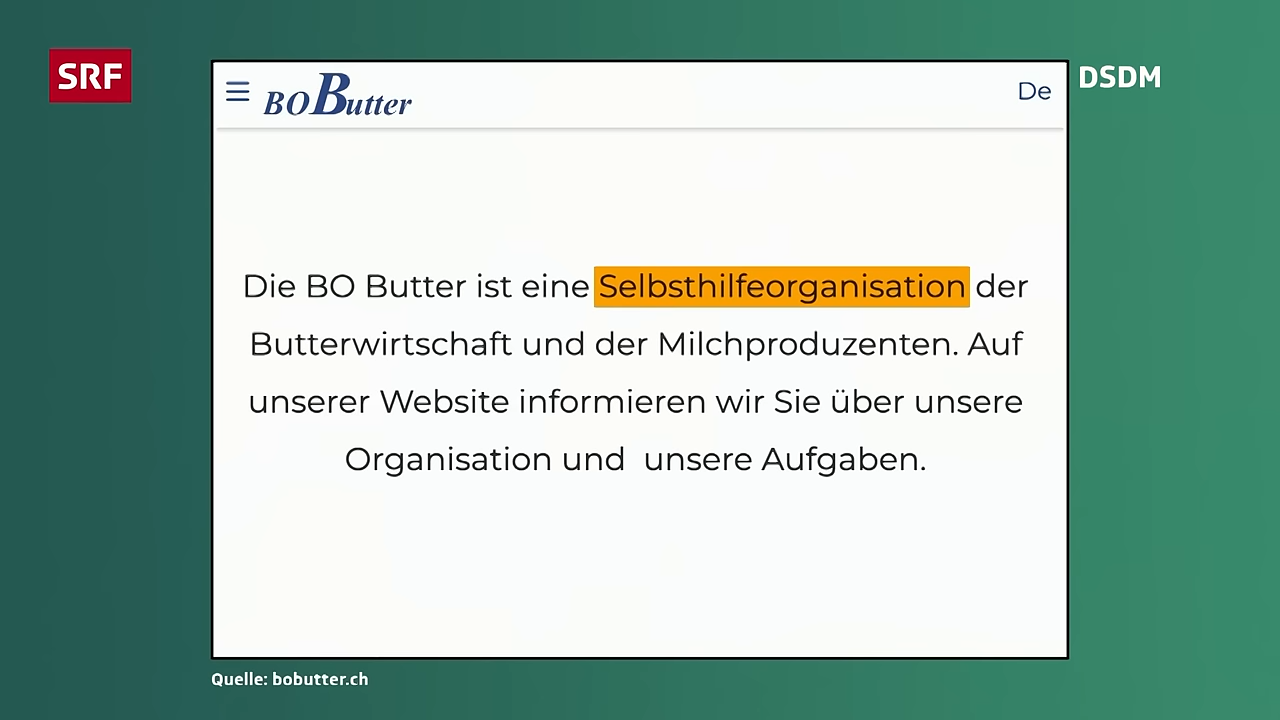 SRF
DSDM
BOButter
De
Die BO Butter ist eine Selbsthilfeorganisation der
Butterwirtschaft und der Milchproduzenten. Auf
unserer Website informieren wir Sie über unsere
Organisation und  unsere Aufgaben.
Quelle: bobutter.ch